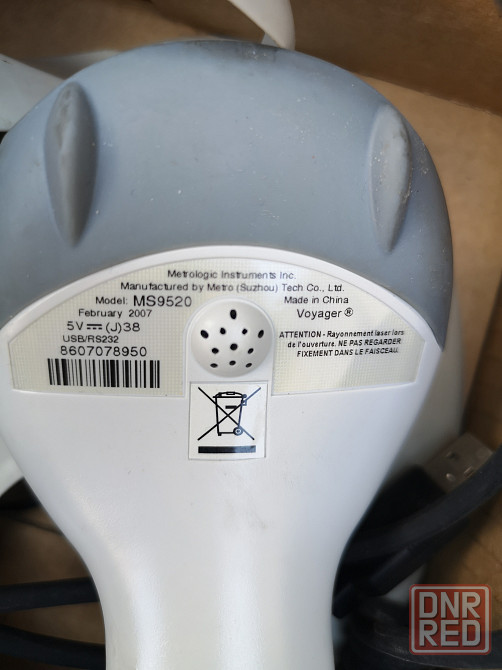 Metrologic Instruments Inc.
Manufactured by Metro (Suzhou) Tech Co., Ltd.
Model: MS9520
Made in China
February 2007
Voyager ®
5V ⎓ (J)38
USB/RS232
8607078950
ATTENTION - Rayonnement laser lors
de l'ouverture. NE PAS REGARDER
FIXEMENT DANS LE FAISCEAU.
DNR
RED